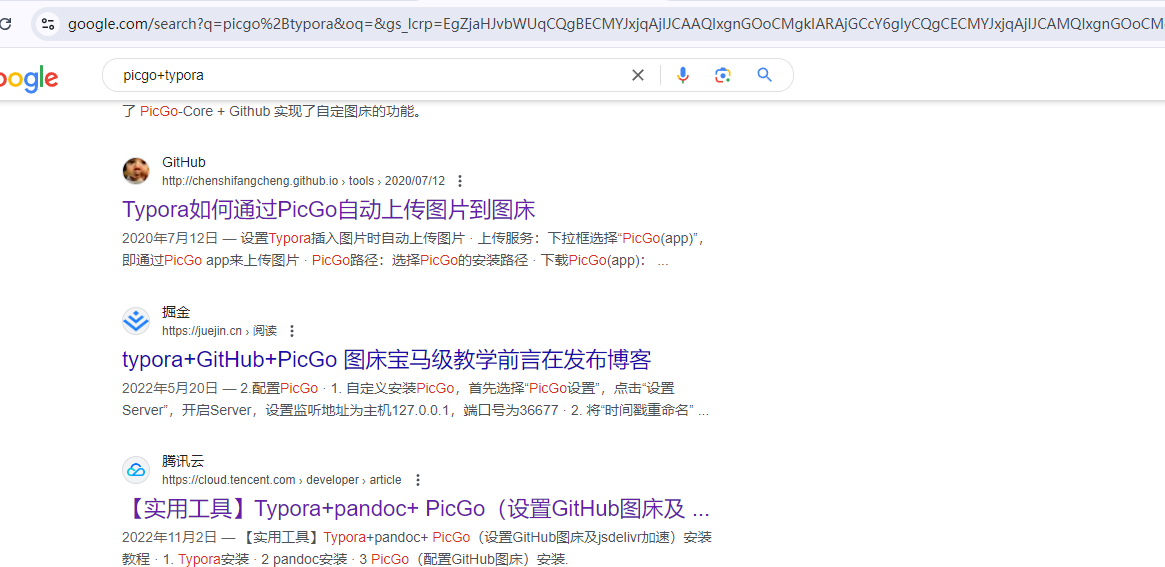 google.com/search?q=picgo%2Btypora&oq=&gs_lcrp=EgZjaHJvbWUqCQgBECMYJxjqAjIJCAAQIxgnGOoCMgkIARAjGCcY6gIyCQgCECMYJxjqAjIJCAMQIxgnGOoCM
oogle
picgo+typora
了 PicGo-Core + Github 实现了自定图床的功能。
GitHub
http://chenshifangcheng.github.io › tools › 2020/07/12
Typora如何通过PicGo自动上传图片到图床
2020年7月12日 — 设置Typora插入图片时自动上传图片 · 上传服务：下拉框选择“PicGo(app)”，
即通过PicGo app来上传图片 · PicGo路径：选择PicGo的安装路径 · 下载PicGo(app)： ...
掘金
https://juejin.cn › 阅读
typora+GitHub+PicGo 图床宝马级教学前言在发布博客
2022年5月20日 — 2.配置PicGo · 1. 自定义安装PicGo，首先选择“PicGo设置”，点击“设置
Server”，开启Server，设置监听地址为主机127.0.0.1，端口号为36677 · 2. 将“时间戳重命名” ...
腾讯云
https://cloud.tencent.com › developer › article
【实用工具】Typora+pandoc+ PicGo（设置GitHub图床及 ...
2022年11月2日 — 【实用工具】Typora+pandoc+ PicGo（设置GitHub图床及jsdelivr加速）安装
教程 · 1. Typora安装 · 2 pandoc安装 · 3 PicGo（配置GitHub图床）安装.